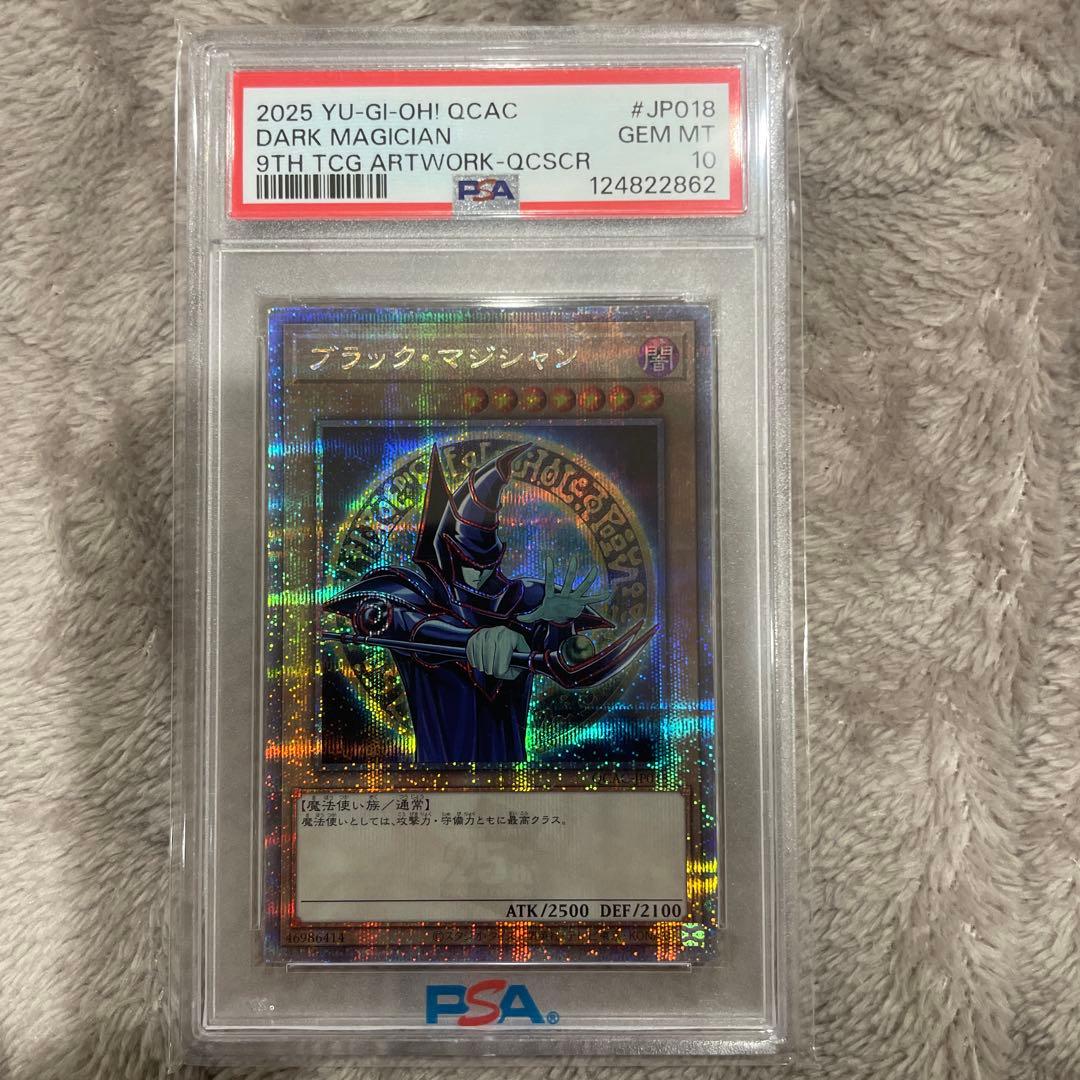 2025 YU-GI-OH! QCAC #JP018
DARK MAGICIAN GEM MT
9TH TCG ARTWORK-QCSCR 10
PSA 124822862
ブラック・マジシャン 闇
QCAC-JP0
【魔法使い族/通常】
魔法使いとしては、攻撃力・守備力ともに最高クラス。
25th
ATK/2500 DEF/2100
46986414
PSA®